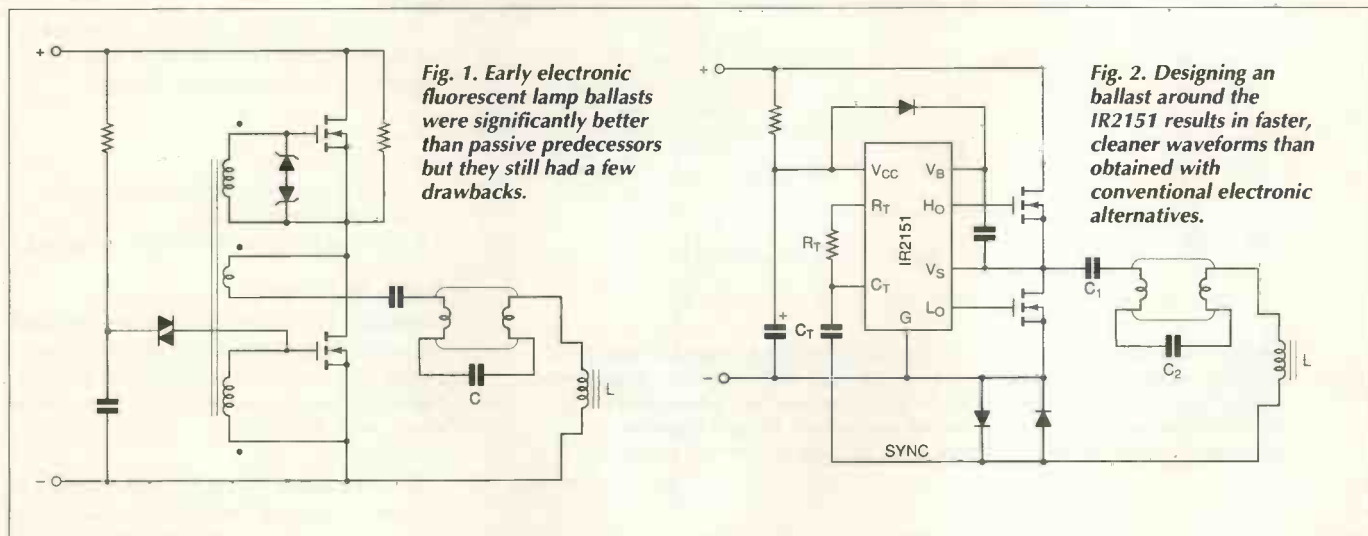 +
Fig. 1. Early electronic
fluorescent lamp ballasts
were significantly better
than passive predecessors
but they still had a few
drawbacks.
C
L
−
+
Fig. 2. Designing an
ballast around the
IR2151 results in faster,
cleaner waveforms than
obtained with
conventional electronic
alternatives.
VCC
VB
RT
HO
IR2151
RT
CT
VS
LO
G
C1
C2
L
+
CT
−
SYNC